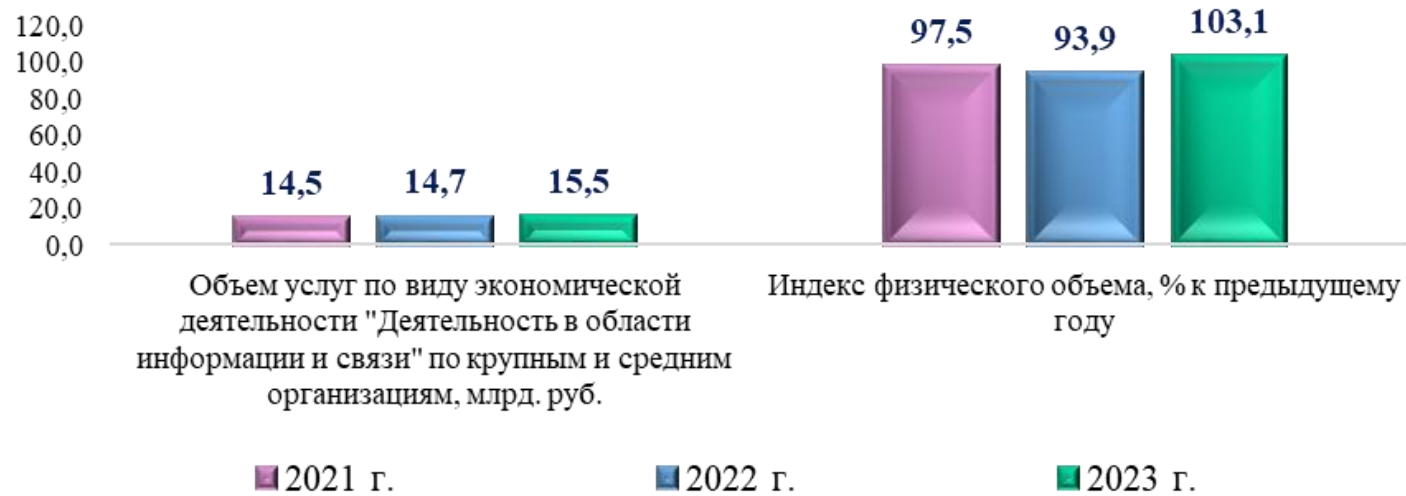 120,0
100,0
80,0
60,0
40,0
20,0
0,0
14,5
14,7
15,5
97,5
93,9
103,1
Объем услуг по виду экономической
деятельности "Деятельность в области
информации и связи" по крупным и средним
организациям, млрд. руб.
Индекс физического объема, % к предыдущему
году
2021 г.
2022 г.
2023 г.